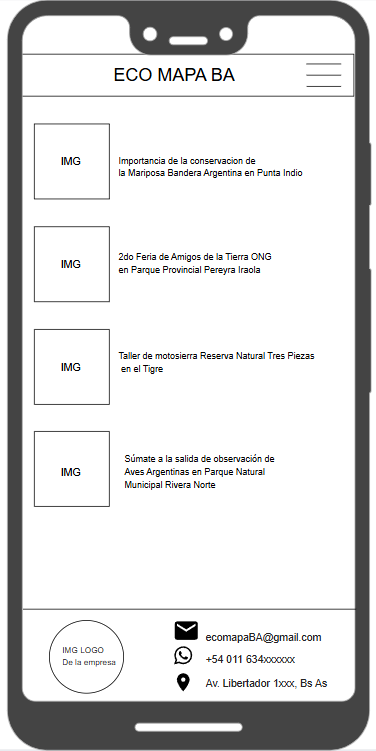 ECO MAPA BA
IMG
Importancia de la conservacion de
la Mariposa Bandera Argentina en Punta Indio
IMG
2do Feria de Amigos de la Tierra ONG
en Parque Provincial Pereyra Iraola
IMG
Taller de motosierra Reserva Natural Tres Piezas
en el Tigre
IMG
Súmate a la salida de observación de
Aves Argentinas en Parque Natural
Municipal Rivera Norte
IMG LOGO
De la empresa
ecomapaBA@gmail.com
+54 011 634xxxxxx
Av. Libertador 1xxx, Bs As